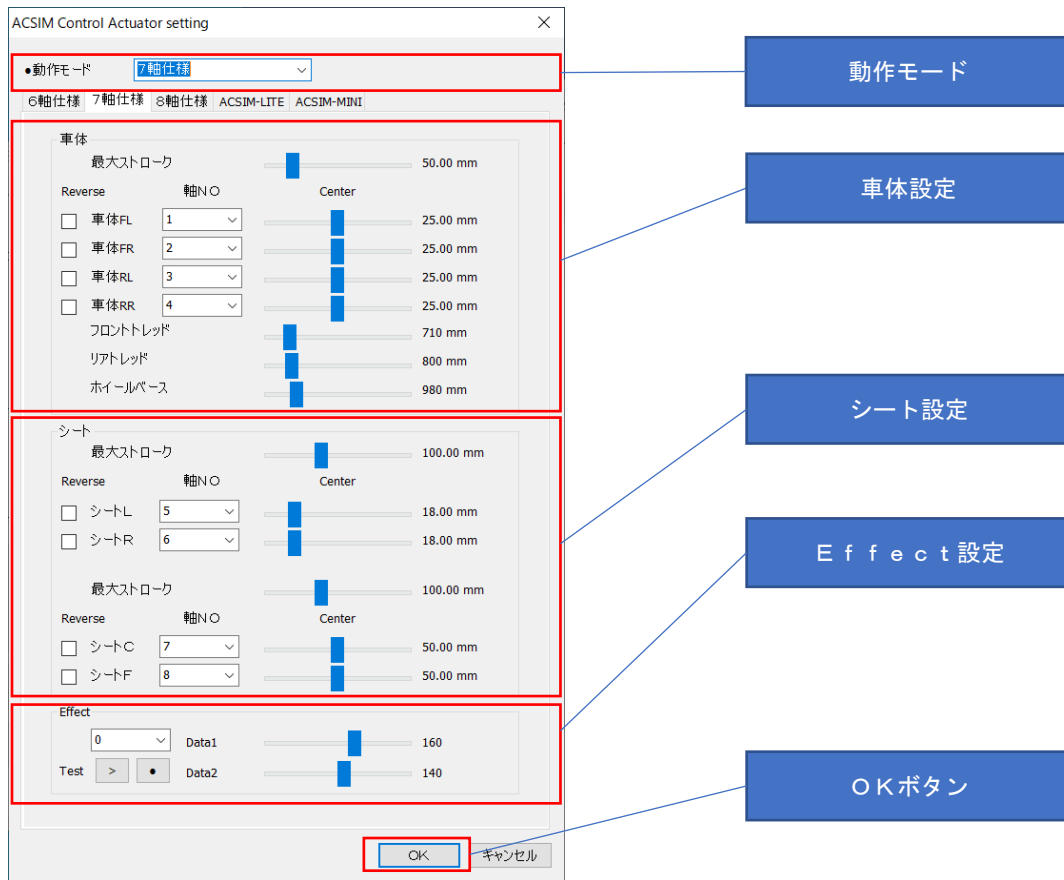 ACSIM Control Actuator setting
●動作モード 7軸仕様
6軸仕様 7軸仕様 8軸仕様 ACSIM-LITE ACSIM-MINI
車体
最大ストローク 50.00 mm
Reverse 軸NO Center
車体FL 1 25.00 mm
車体FR 2 25.00 mm
車体RL 3 25.00 mm
車体RR 4 25.00 mm
フロントトレッド 710 mm
リアトレッド 800 mm
ホイールベース 980 mm
シート
最大ストローク 100.00 mm
Reverse 軸NO Center
シートL 5 18.00 mm
シートR 6 18.00 mm
最大ストローク 100.00 mm
Reverse 軸NO Center
シートC 7 50.00 mm
シートF 8 50.00 mm
Effect
0 Data1 160
Test > ● Data2 140
OK キャンセル
動作モード
車体設定
シート設定
Ｅｆｆｅｃｔ設定
ＯＫボタン